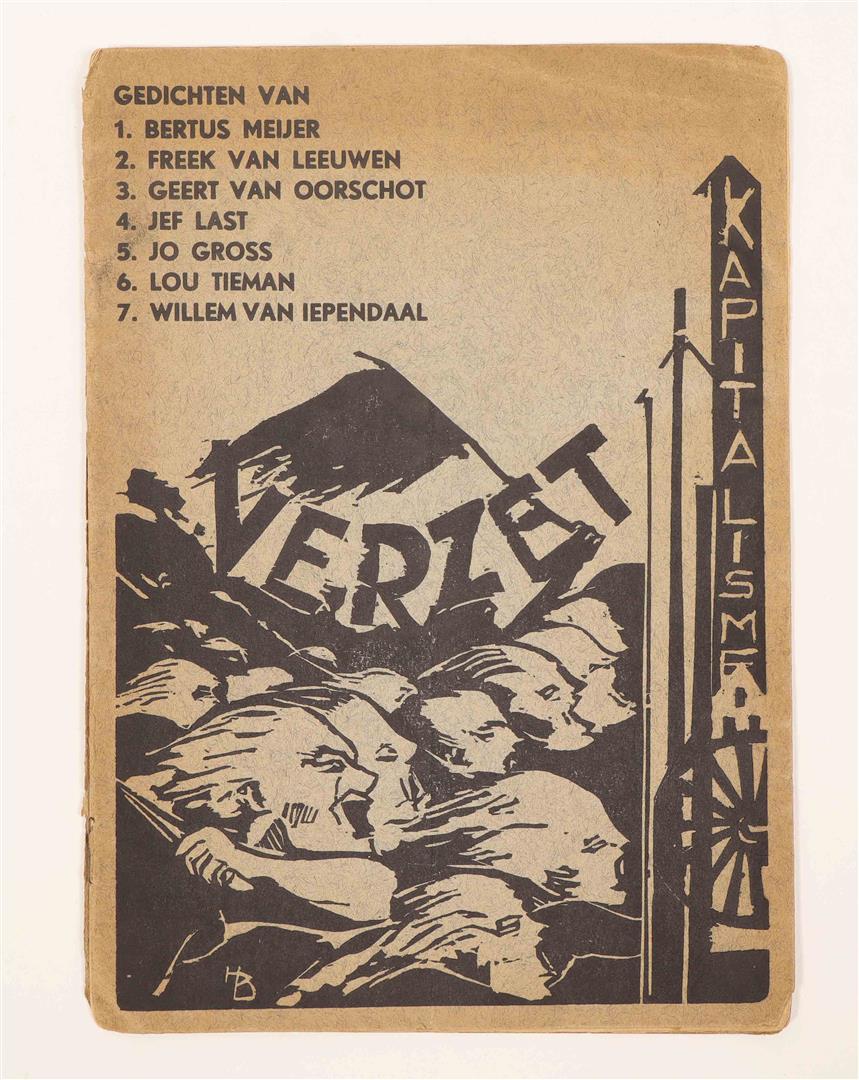 GEDICHTEN VAN
1. BERTUS MEIJER
2. FREEK VAN LEEUWEN
3. GEERT VAN OORSCHOT
4. JEF LAST
5. JO GROSS
6. LOU TIEMAN
7. WILLEM VAN IEPENDAAL
VERZET
KAPITALISME
HB